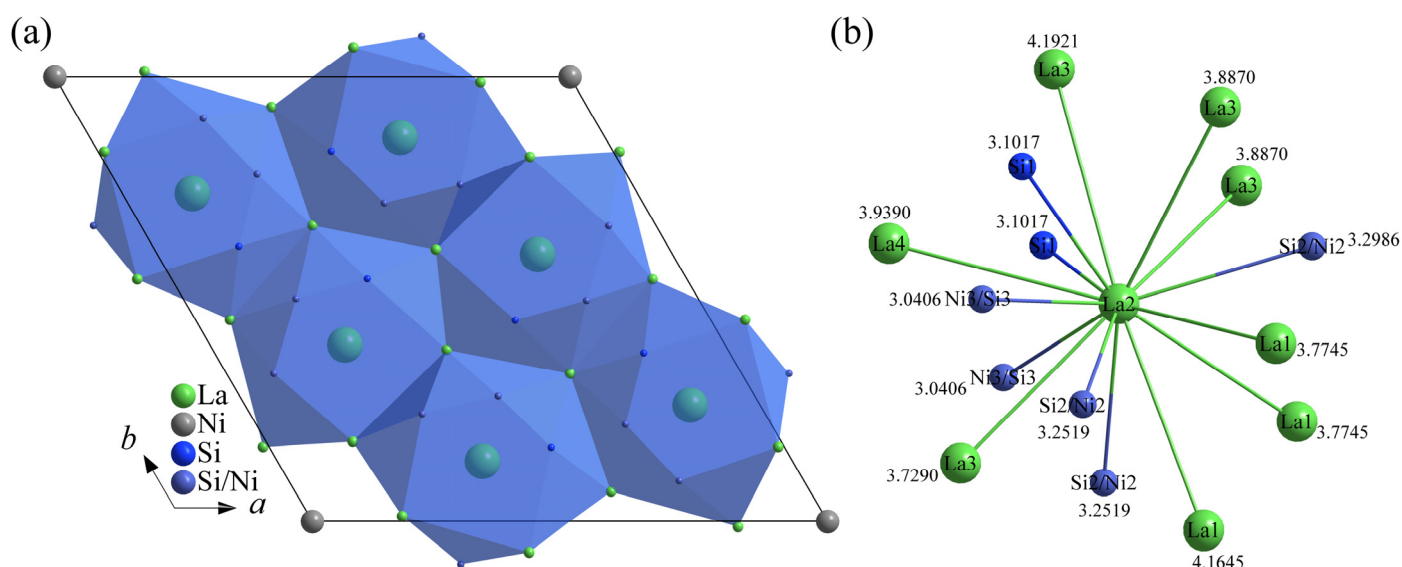 (a)
(b)
4.1921
La3
3.8870
La3
3.1017
Si1
3.8870
La3
3.9390
La4
3.1017
Si1
Si2/Ni2 3.2986
3.0406 Ni3/Si3
La2
La1 3.7745
Ni3/Si3
3.0406
Si2/Ni2
3.2519
La1
3.7745
La3
3.7290
Si2/Ni2
3.2519
La1
4.1645
La
Ni
Si
Si/Ni
b
a